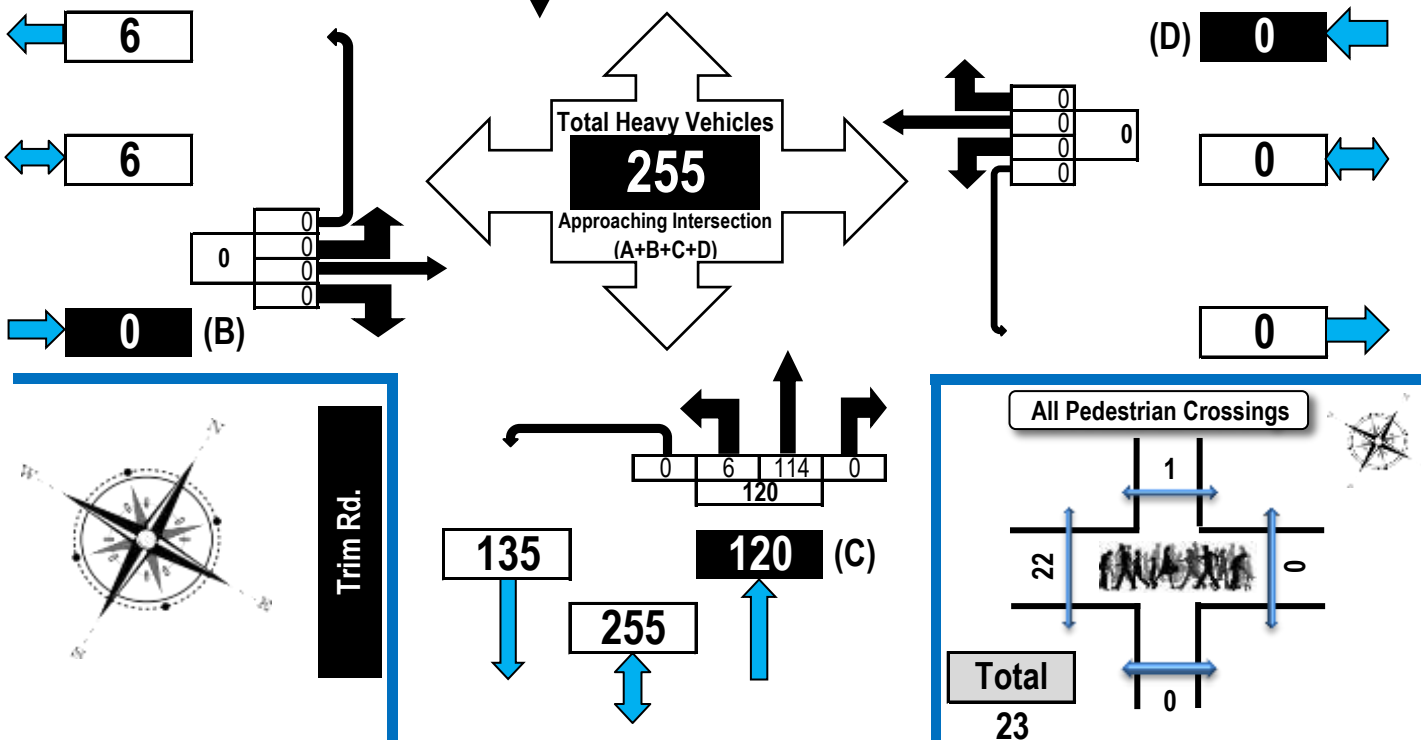 6
6
0
0
0
0
0
0 (B)
Total Heavy Vehicles
255
Approaching Intersection
(A+B+C+D)
(D) 0
0
0
0
0
0
0
0
N
W
Trim Rd.
0 6 114 0
120
135
120 (C)
255
All Pedestrian Crossings
1
22
0
0
Total
23